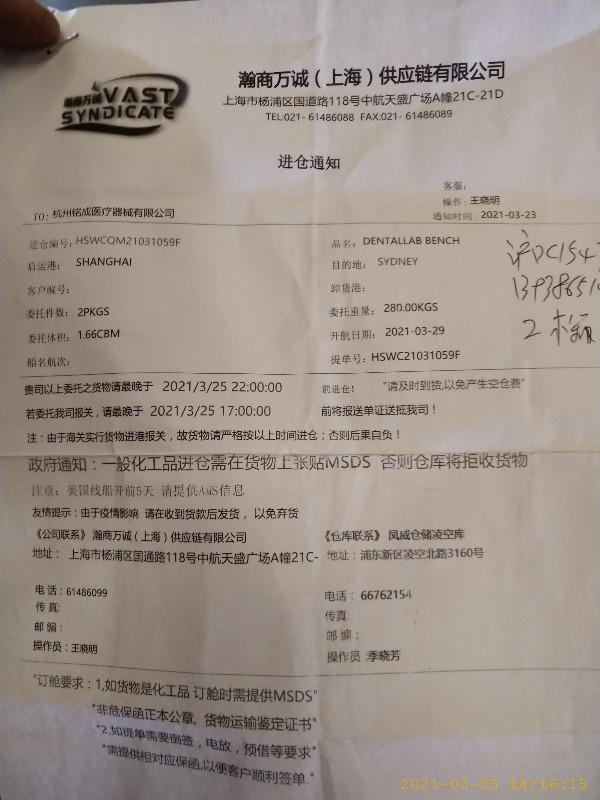 瀚商万诚 VAST
SYNDICATE
瀚商万诚（上海）供应链有限公司
上海市杨浦区国道路118号中航天盛广场A幢21C-21D
TEL:021- 61486088 FAX:021- 61486089
进仓通知
客服：
TO: 杭州铭成医疗器械有限公司
操作: 王晓明
通知时间: 2021-03-23
进仓编号: HSWCQM21031059F
品名: DENTALLAB BENCH
启运港: SHANGHAI
目的地: SYDNEY
客户编号:
卸货港:
委托件数: 2PKGS
委托重量: 280.00KGS
委托体积: 1.66CBM
开航日期: 2021-03-29
船名航次:
提单号: HSWC21031059F
沪DC154
2木箱
贵司以上委托之货物请最晚于 2021/3/25 22:00:00 前进仓！ "请及时到货,以免产生空仓费"
若委托我司报关，请最晚于 2021/3/25 17:00:00 前将报送单证送抵我司！
注：由于海关实行货物进港报关，故货物请严格按以上时间进仓；否则后果自负！
政府通知：一般化工品进仓需在货物上张贴MSDS 否则仓库将拒收货物
注意: 美国线船开前5天 请提供AMS信息
友情提示：由于疫情影响 请在收到货款后发货，以免弃货
《公司联系》 瀚商万诚（上海）供应链有限公司
《仓库联系》 凤威仓储凌空库
地址： 上海市杨浦区国通路118号中航天盛广场A幢21C-
地址：浦东新区凌空北路3160号
电话：61486099
电话： 66762154
传真:
传真
邮编：
邮编：
操作员:王晓明
操作员 :季晓芳
"订舱要求：1,如货物是化工品 订舱时需提供MSDS"
"非危保函正本公章, 货物运输鉴定证书"
"2,如提单需要倒签，电放，预借等要求"
"需提供相对应保函,以便客户顺利签单."
2021-03-25 14:16:15